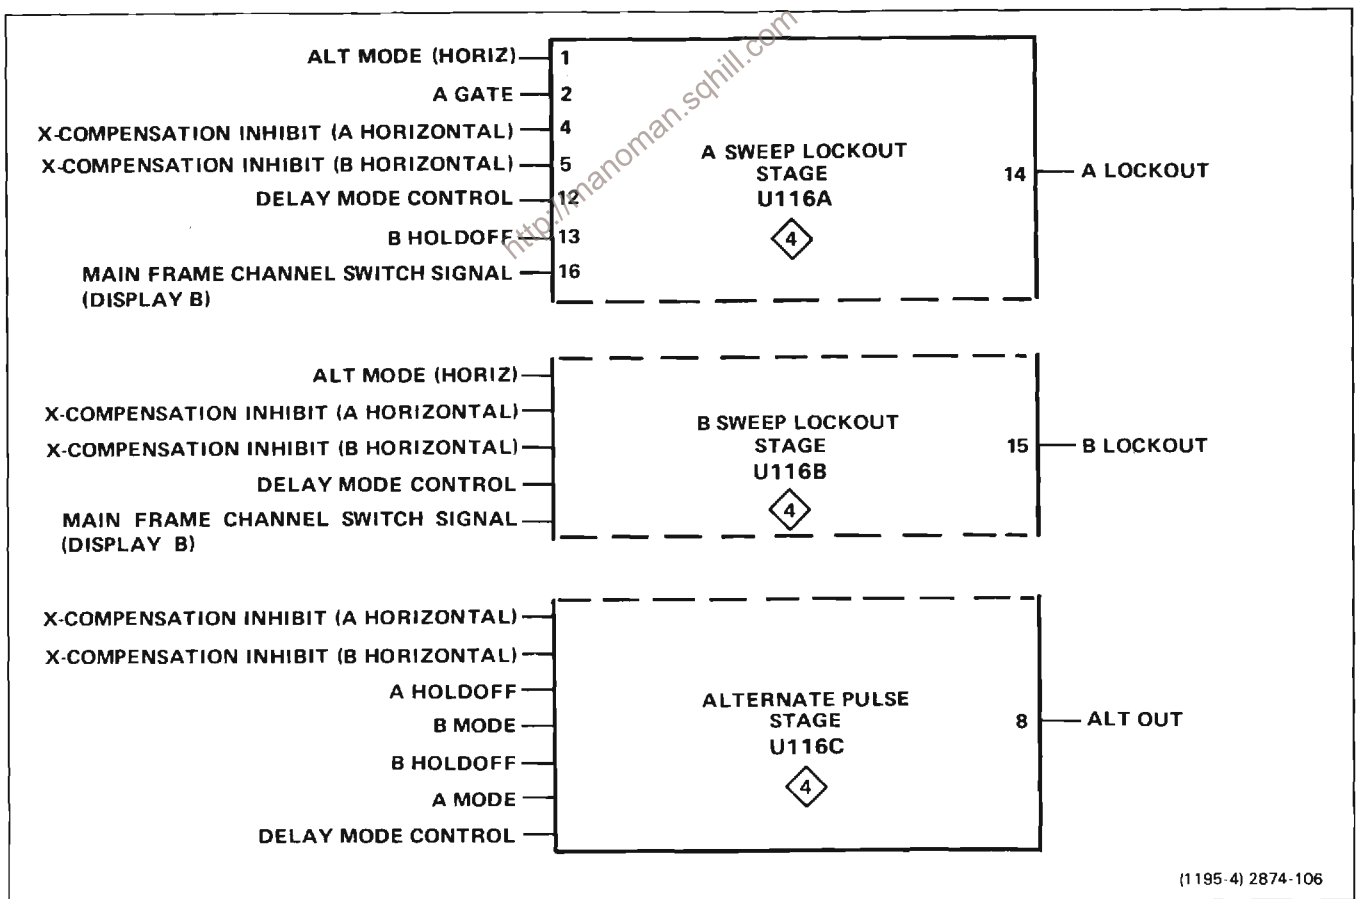 ALT MODE (HORIZ) 1
A GATE 2
X-COMPENSATION INHIBIT (A HORIZONTAL) 4
X-COMPENSATION INHIBIT (B HORIZONTAL) 5
DELAY MODE CONTROL 12
B HOLDOFF 13
MAIN FRAME CHANNEL SWITCH SIGNAL 16
(DISPLAY B)
A SWEEP LOCKOUT
STAGE
U116A
4
14 A LOCKOUT
http://manoman.sqhill.com
ALT MODE (HORIZ)
X-COMPENSATION INHIBIT (A HORIZONTAL)
X-COMPENSATION INHIBIT (B HORIZONTAL)
DELAY MODE CONTROL
MAIN FRAME CHANNEL SWITCH SIGNAL
(DISPLAY B)
B SWEEP LOCKOUT
STAGE
U116B
4
15 B LOCKOUT
X-COMPENSATION INHIBIT (A HORIZONTAL)
X-COMPENSATION INHIBIT (B HORIZONTAL)
A HOLDOFF
B MODE
B HOLDOFF
A MODE
DELAY MODE CONTROL
ALTERNATE PULSE
STAGE
U116C
4
8 ALT OUT
(1195-4) 2874-106